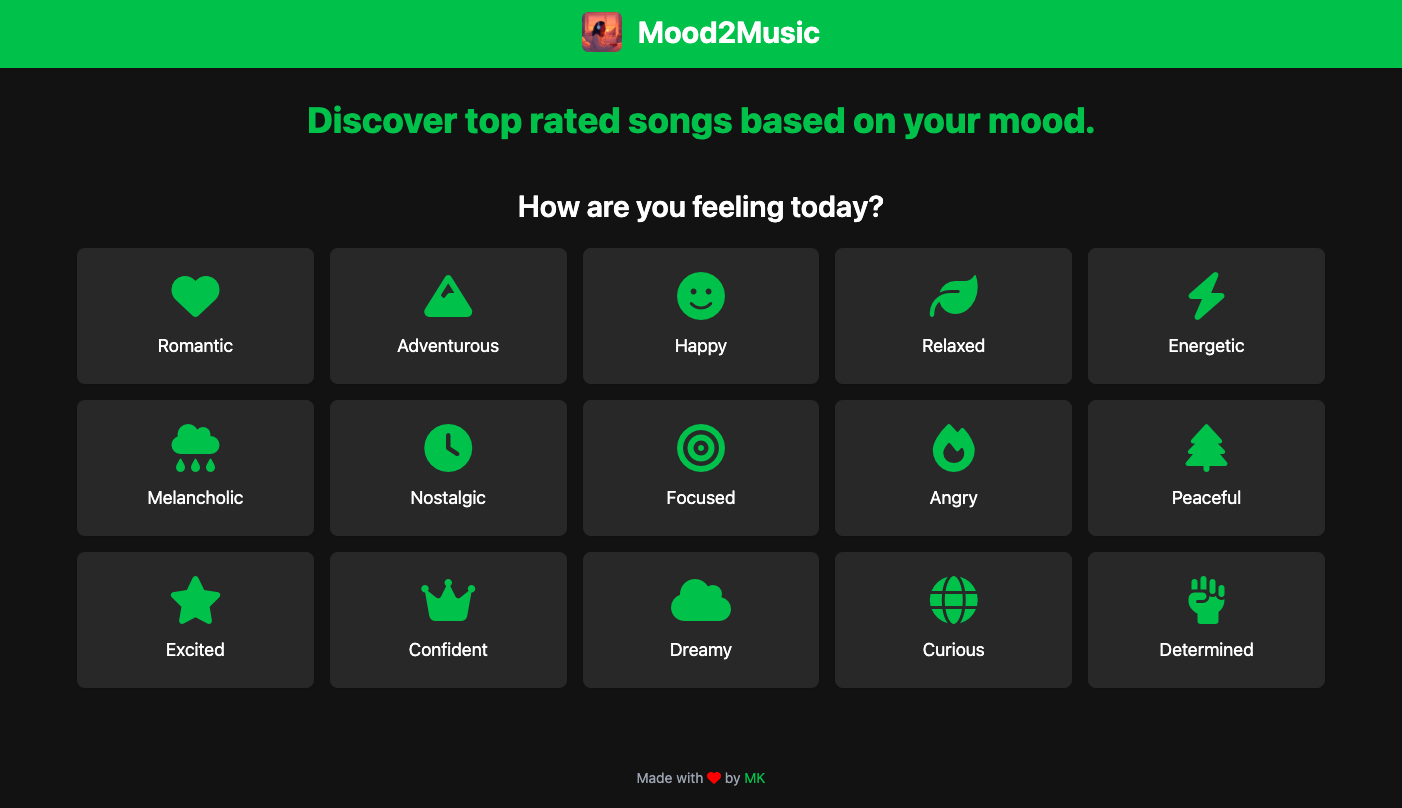 Mood2Music
Discover top rated songs based on your mood.
How are you feeling today?
Romantic
Adventurous
Happy
Relaxed
Energetic
Melancholic
Nostalgic
Focused
Angry
Peaceful
Excited
Confident
Dreamy
Curious
Determined
Made with ❤️ by MK